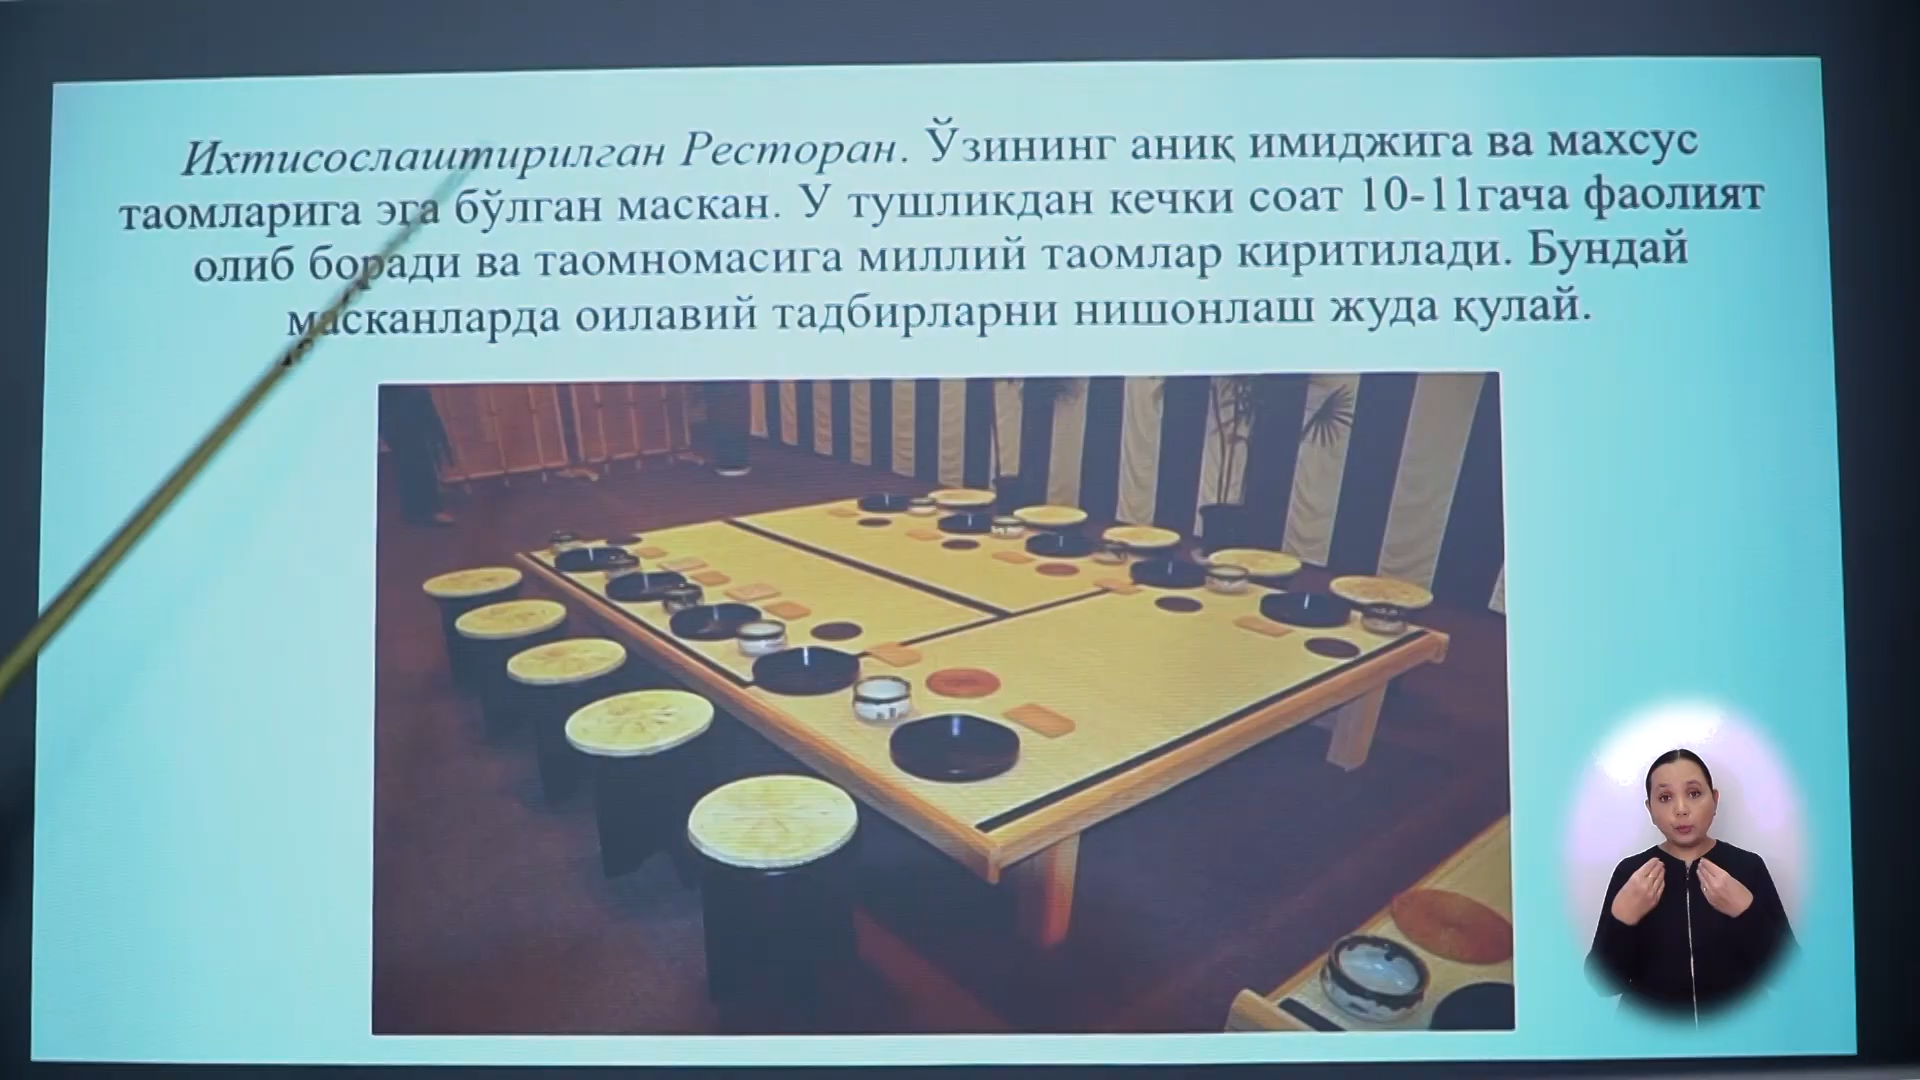 Ихтисослаштирилган Ресторан. Ўзининг аниқ имиджига ва махсус
таомларига эга бўлган маскан. У тушликдан кечки соат 10-11гача фаолият
олиб боради ва таомномасига миллий таомлар киритилади. Бундай
масканларда оилавий тадбирларни нишонлаш жуда қулай.